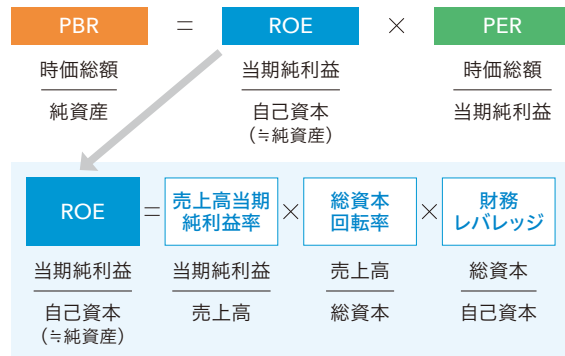 PBR = ROE × PER
時価総額 当期純利益 時価総額
純資産 自己資本 当期純利益
(≒純資産)
ROE = 売上高当期純利益率 × 総資本回転率 × 財務レバレッジ
当期純利益 当期純利益 売上高 総資本
自己資本 売上高 総資本 自己資本
(≒純資産)